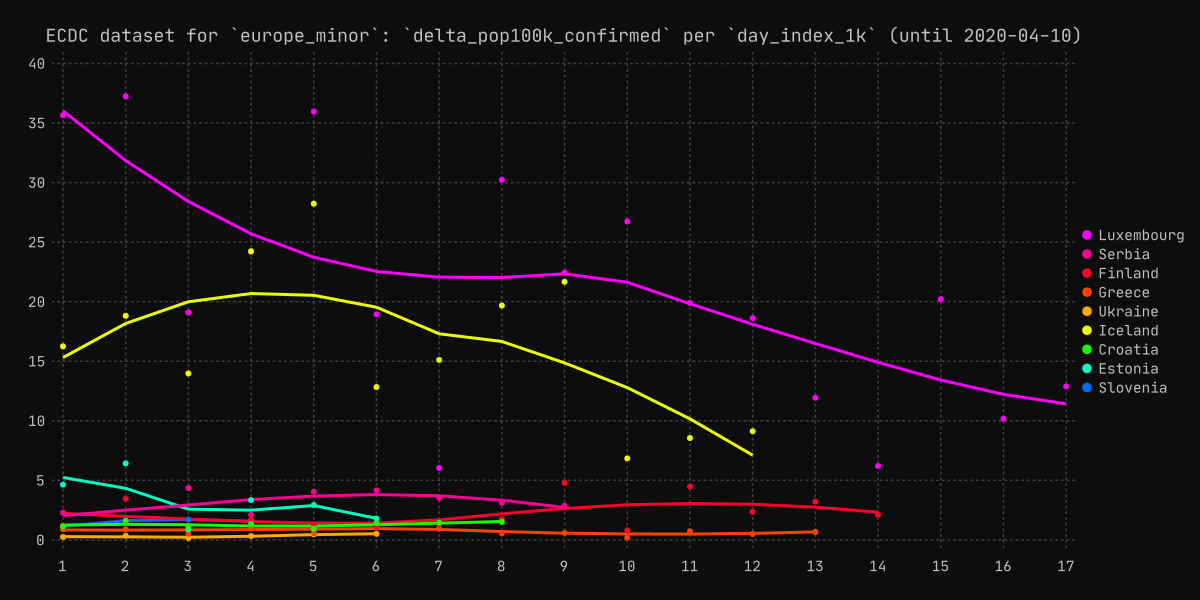 ECDC dataset for `europe_minor`: `delta_pop100k_confirmed` per `day_index_1k` (until 2020-04-10)
40
35
30
25
20
15
10
5
0
1 2 3 4 5 6 7 8 9 10 11 12 13 14 15 16 17
Luxembourg
Serbia
Finland
Greece
Ukraine
Iceland
Croatia
Estonia
Slovenia